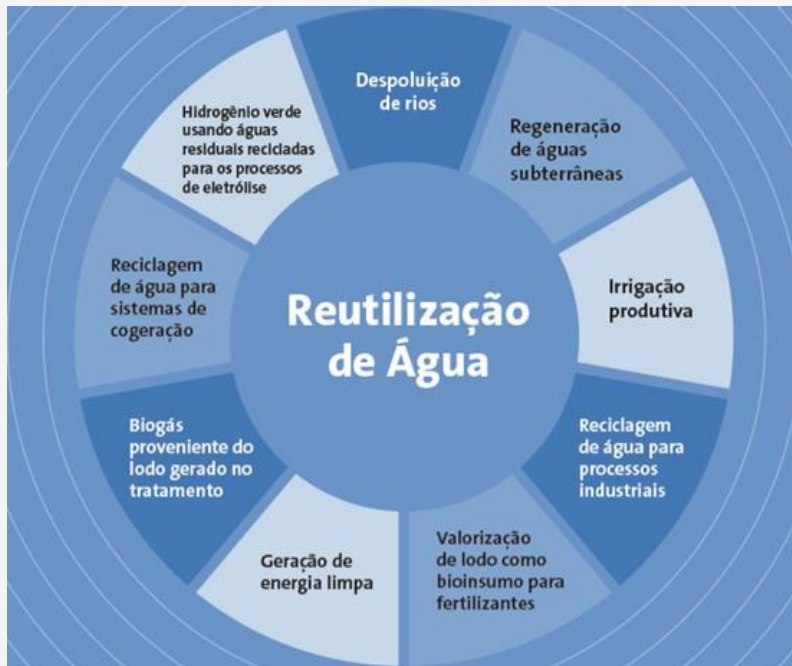 Despoluição
de rios
Regeneração
de águas
subterrâneas
Irrigação
produtiva
Reciclagem
de água para
processos
industriais
Valorização
de lodo como
bioinsumo para
fertilizantes
Geração de
energia limpa
Biogás
proveniente do
lodo gerado no
tratamento
Reciclagem
de água para
sistemas de
cogeração
Hidrogênio verde
usando águas
residuais recicladas
para os processos
de eletrólise
Reutilização
de Água